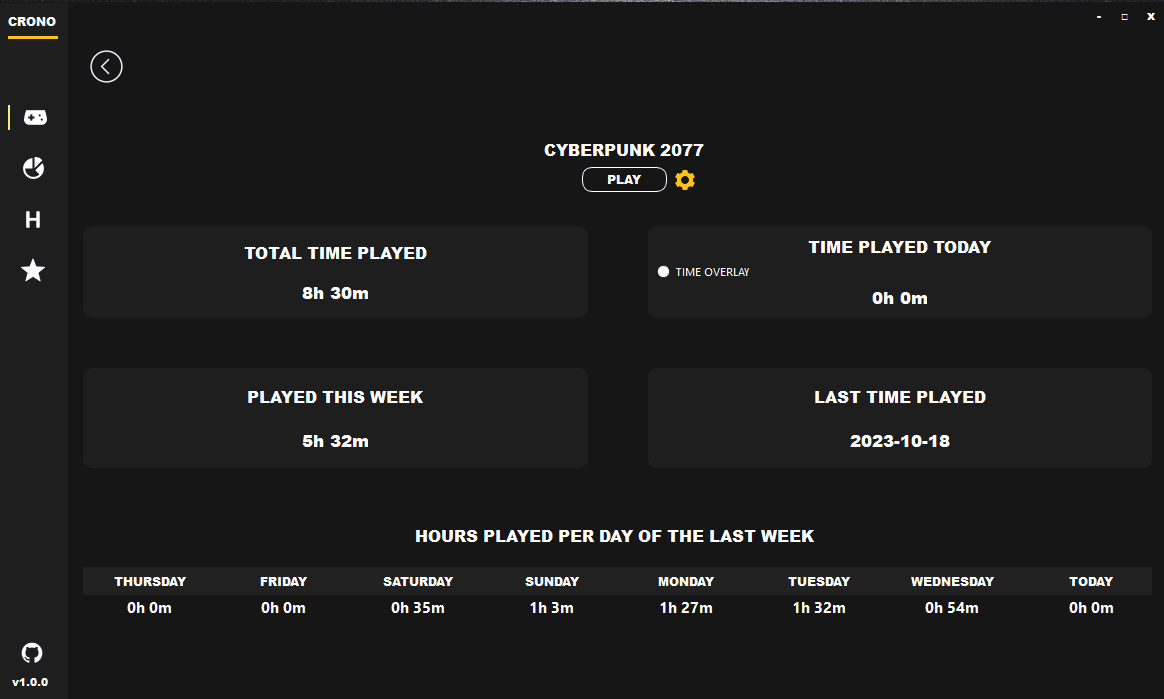 CRONO
- □ X
CYBERPUNK 2077
PLAY
H
TOTAL TIME PLAYED
8h 30m
TIME PLAYED TODAY
TIME OVERLAY
0h 0m
PLAYED THIS WEEK
5h 32m
LAST TIME PLAYED
2023-10-18
HOURS PLAYED PER DAY OF THE LAST WEEK
THURSDAY FRIDAY SATURDAY SUNDAY MONDAY TUESDAY WEDNESDAY TODAY
0h 0m 0h 0m 0h 35m 1h 3m 1h 27m 1h 32m 0h 54m 0h 0m
v1.0.0